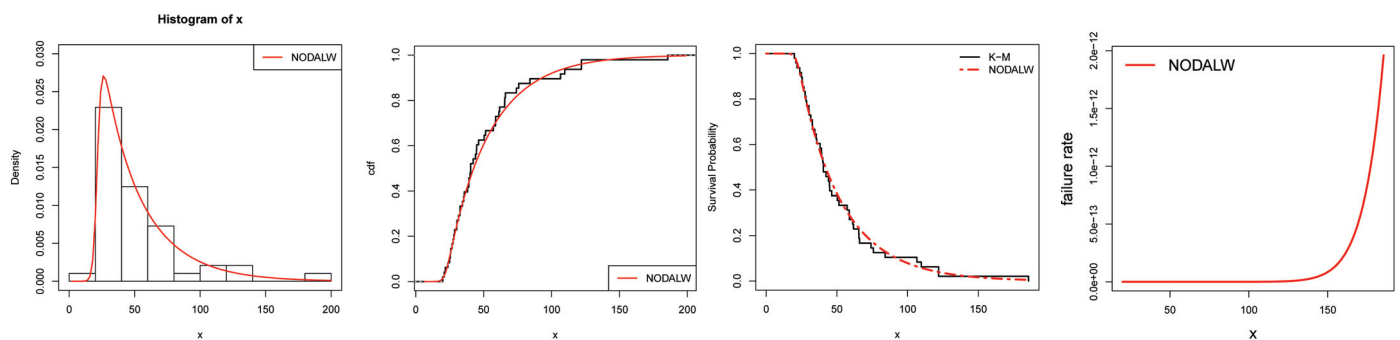 Histogram of x
Density
0.000
0.005
0.010
0.015
0.020
0.025
0.030
NODALW
0
50
100
150
200
x
cdf
0.0
0.2
0.4
0.6
0.8
1.0
NODALW
0
50
100
150
200
x
Survival Probability
0.0
0.2
0.4
0.6
0.8
1.0
K−M
NODALW
0
50
100
150
x
failure rate
0.0e+00
5.0e−13
1.0e−12
1.5e−12
2.0e−12
NODALW
50
100
150
x